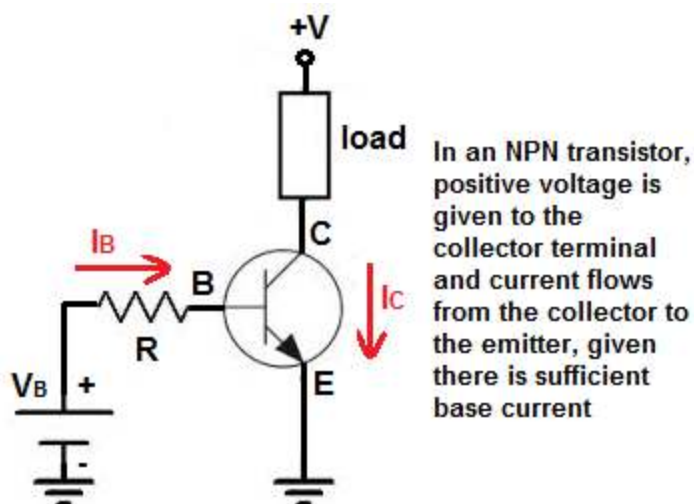 +V
load
In an NPN transistor,
positive voltage is
given to the
collector terminal
and current flows
from the collector to
the emitter, given
there is sufficient
base current
C
IB
B
IC
R
E
VB +
-